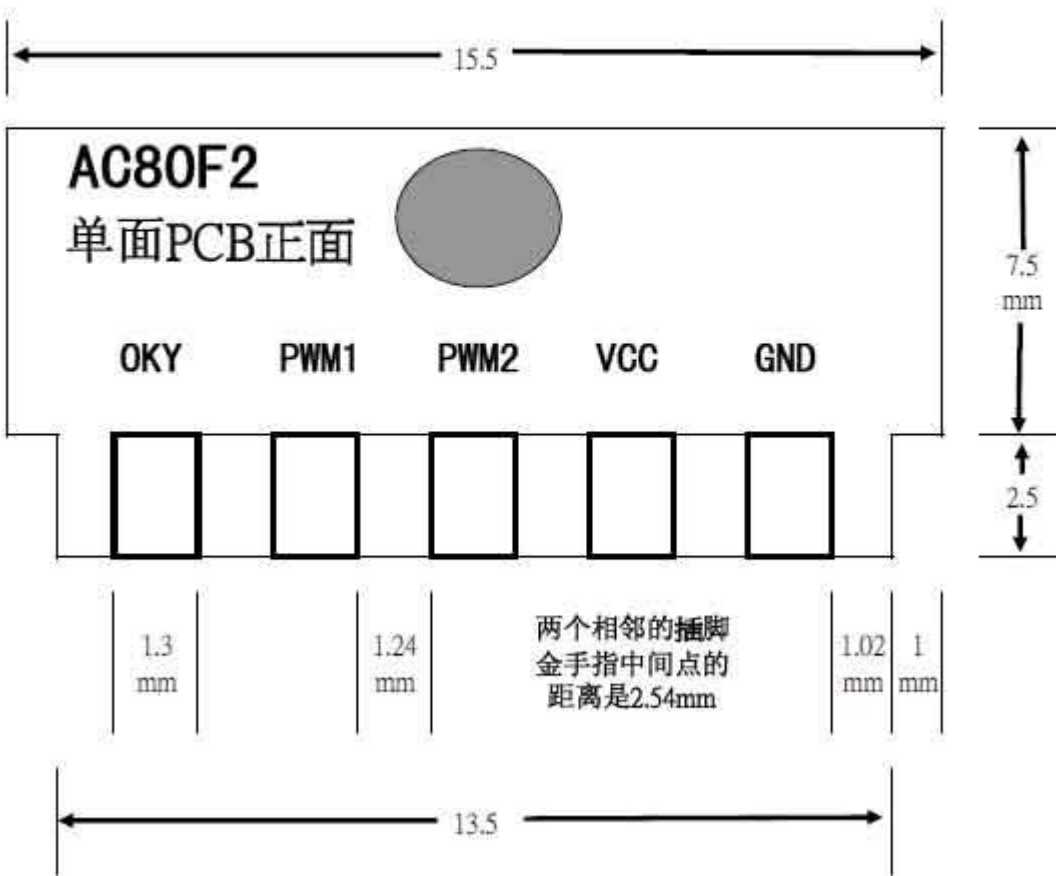 15.5
AC80F2
单面PCB正面
7.5
mm
OKY PWM1 PWM2 VCC GND
2.5
1.3
mm
1.24
mm
两个相邻的插脚
金手指中间点的
距离是2.54mm
1.02
mm
1
mm
13.5